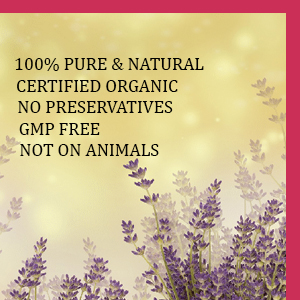 100% PURE & NATURAL
CERTIFIED ORGANIC
NO PRESERVATIVES
GMP FREE
NOT ON ANIMALS